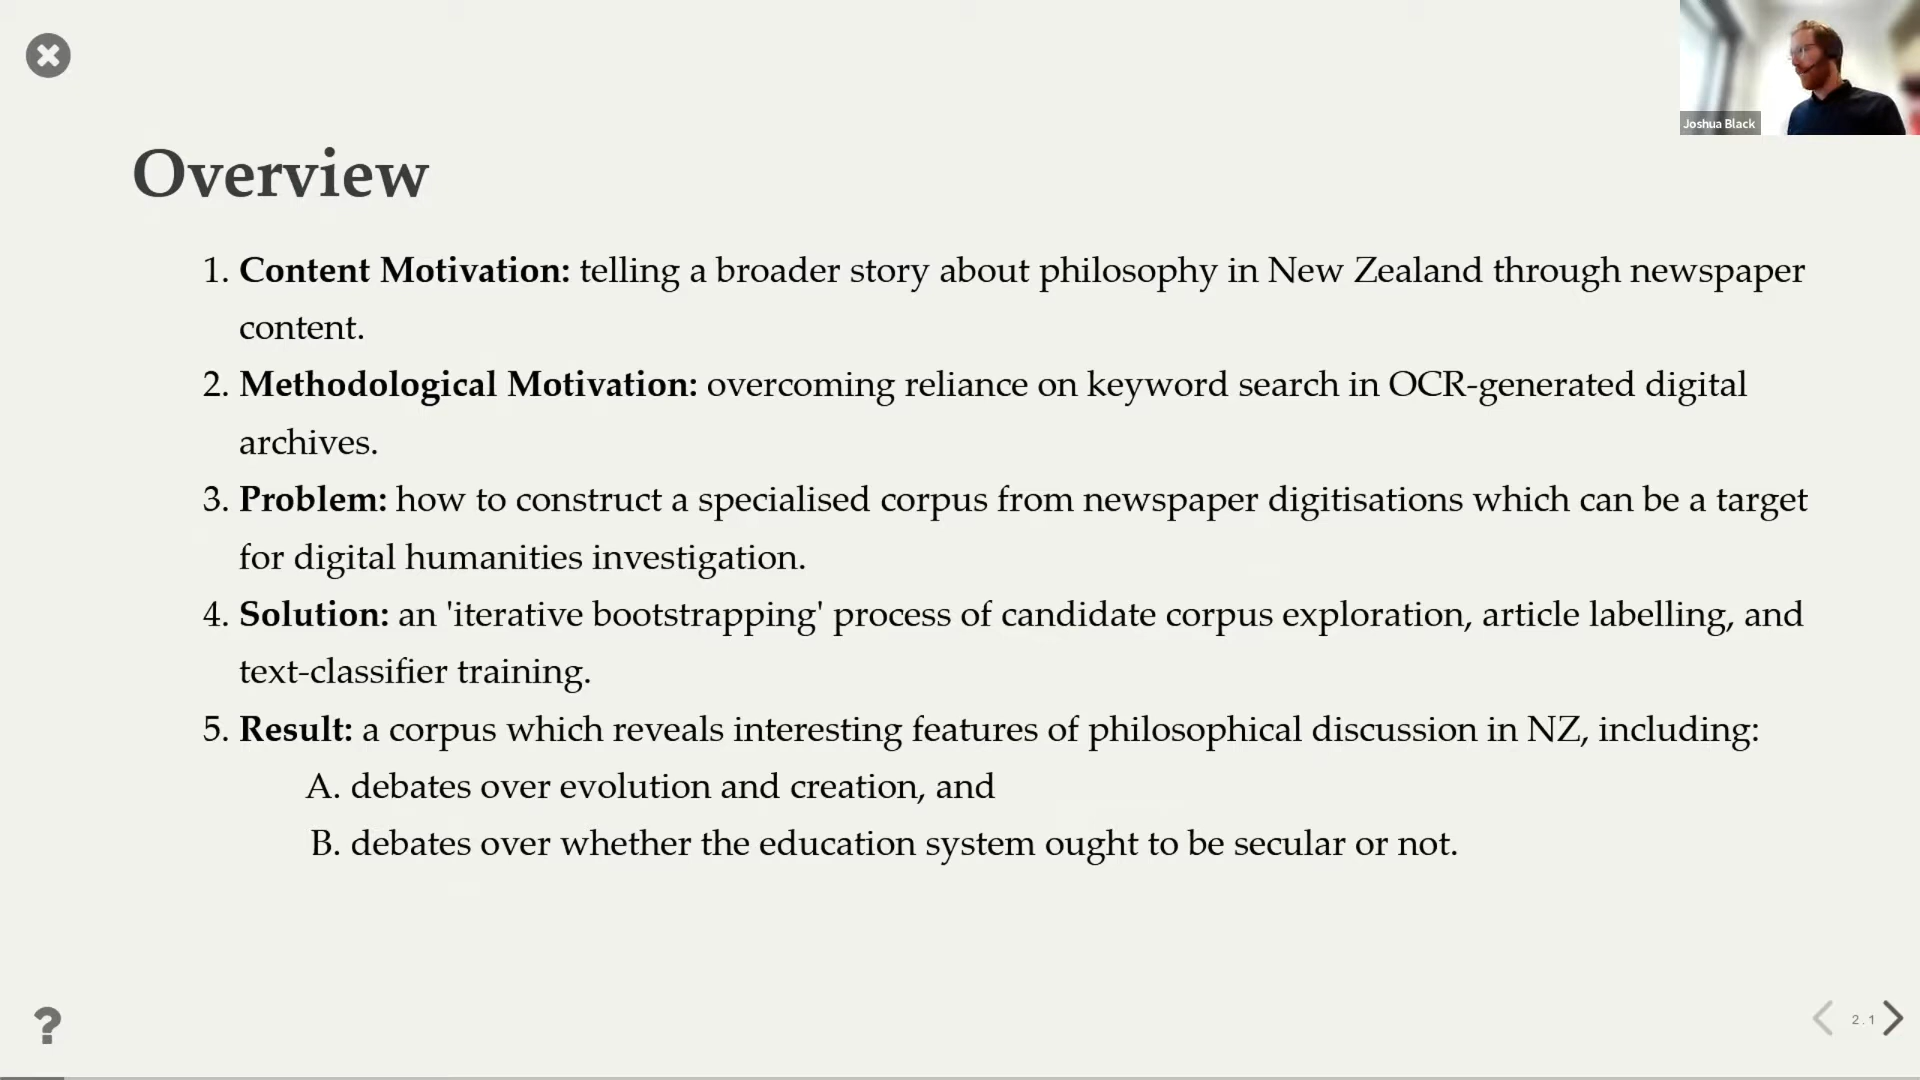 Joshua Black
Overview
1. Content Motivation: telling a broader story about philosophy in New Zealand through newspaper
content.
2. Methodological Motivation: overcoming reliance on keyword search in OCR-generated digital
archives.
3. Problem: how to construct a specialised corpus from newspaper digitisations which can be a target
for digital humanities investigation.
4. Solution: an 'iterative bootstrapping' process of candidate corpus exploration, article labelling, and
text-classifier training.
5. Result: a corpus which reveals interesting features of philosophical discussion in NZ, including:
A. debates over evolution and creation, and
B. debates over whether the education system ought to be secular or not.
?
2.1